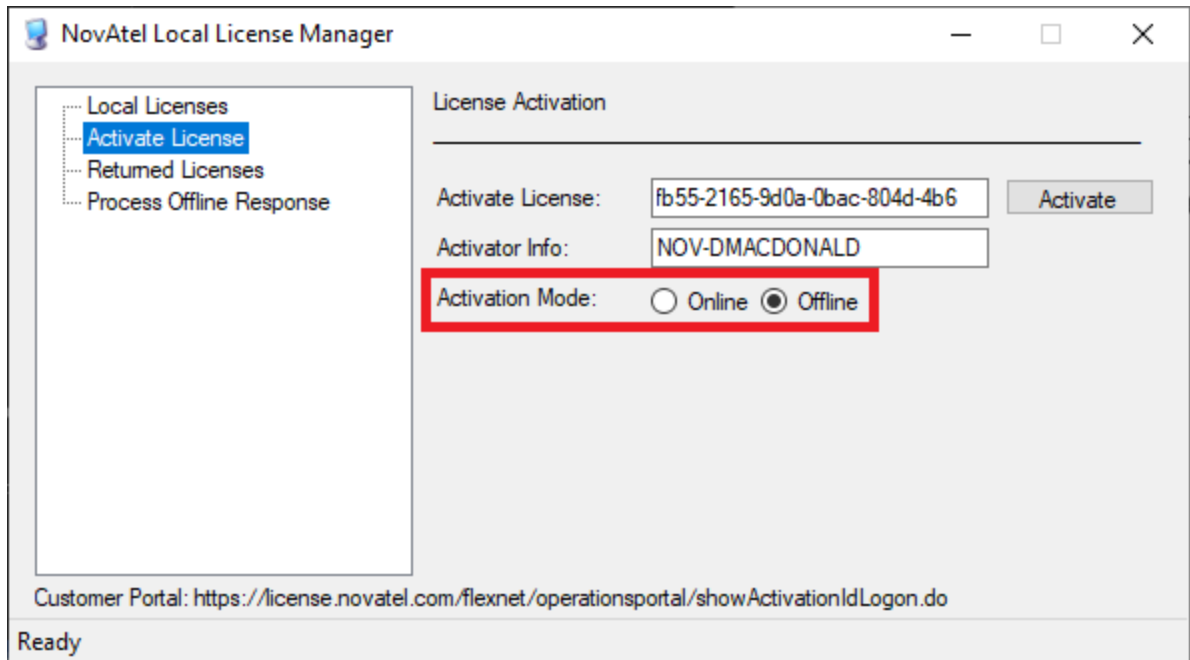 NovAtel Local License Manager
Local Licenses
Activate License
Returned Licenses
Process Offline Response
License Activation
Activate License: fb55-2165-9d0a-0bac-804d-4b6 Activate
Activator Info: NOV-DMACDONALD
Activation Mode: Online Offline
Customer Portal: https://license.novatel.com/flexnet/operationsportal/showActivationIdLogon.do
Ready